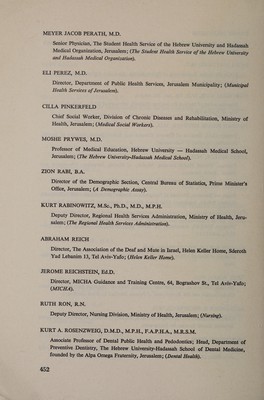 MEYER JACOB PERATH, M.D.
Senior Physician, The Student Health Service of the Hebrew University and Hadassah
Medical Organization, Jerusalem; (The Student Health Service of the Hebrew University
and Hadassah Medical Organization).
ELI PEREZ, M.D.
Director, Department of Public Health Services, Jerusalem Municipality; (Municipal
Health Services of Jerusalem).
CILLA PINKERFELD
Chief Social Worker, Division of Chronic Diseases and Rehabilitation, Ministry of
Health, Jerusalem; (Medical Social Workers).
MOSHE PRYWES, M.D.
Professor of Medical Education, Hebrew University — Hadassah Medical School,
Jerusalem; (The Hebrew University-Hadassah Medical School).
ZION RABI, B.A.
Director of the Demographic Section, Central Bureau of Statistics, Prime Minister's
Office, Jerusalem; (A Demographic Assay).
KURT RABINOWITZ, M.Sc., Ph.D., M.D., M.P.H.
Deputy Director, Regional Health Services Administration, Ministry of Health, Jeru-
salem; (The Regional Health Services Administration).
ABRAHAM REICH
Director, The Association of the Deaf and Mute in Israel, Helen Keller Home, Sderoth
Yad Lebanim 13, Tel Aviv-Yafo; (Helen Keller Home).
JEROME REICHSTEIN, Ed.D.
Director, MICHA Guidance and Training Centre, 64, Bograshov St., Tel Aviv-Yafo;
(MICHA).
RUTH RON, R.N.
Deputy Director, Nursing Division, Ministry of Health, Jerusalem; (Nursing).
KURT A. ROSENZWEIG, D.M.D., M.P.H., F.A.P.H.A., M.R.S.M.
Associate Professor of Dental Public Health and Pedodontics; Head, Department of
Preventive Dentistry, The Hebrew University-Hadassah School of Dental Medicine,
founded by the Alpa Omega Fraternity, Jerusalem; (Dental Health).
652